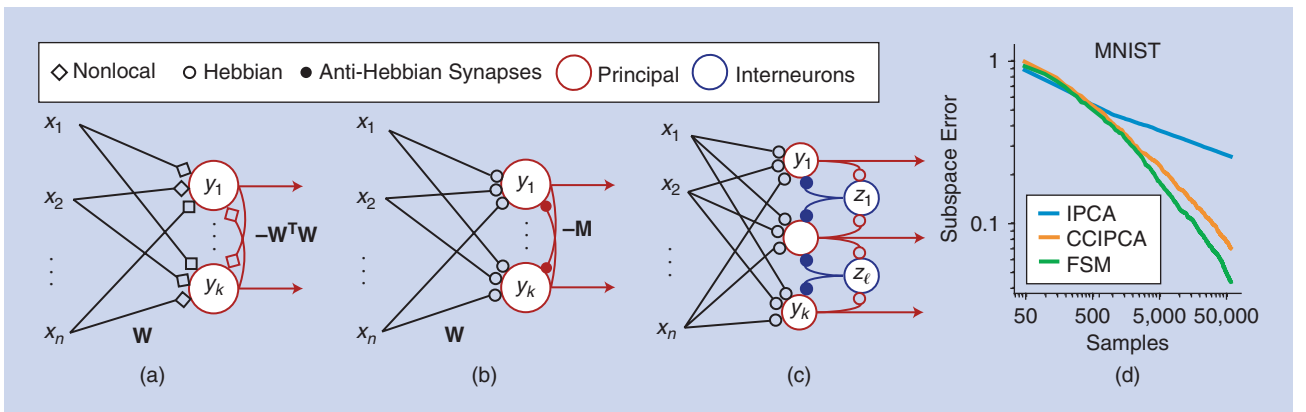 Nonlocal
Hebbian
Anti-Hebbian Synapses
Principal
Interneurons
x1
x2
⋮
xn
W
y1
⋮
yk
–WᵀW
(a)
x1
x2
⋮
xn
W
y1
⋮
yk
–M
(b)
x1
x2
⋮
xn
y1
yk
z1
zℓ
(c)
MNIST
Subspace Error
1
0.1
IPCA
CCIPCA
FSM
50
500
5,000
50,000
Samples
(d)